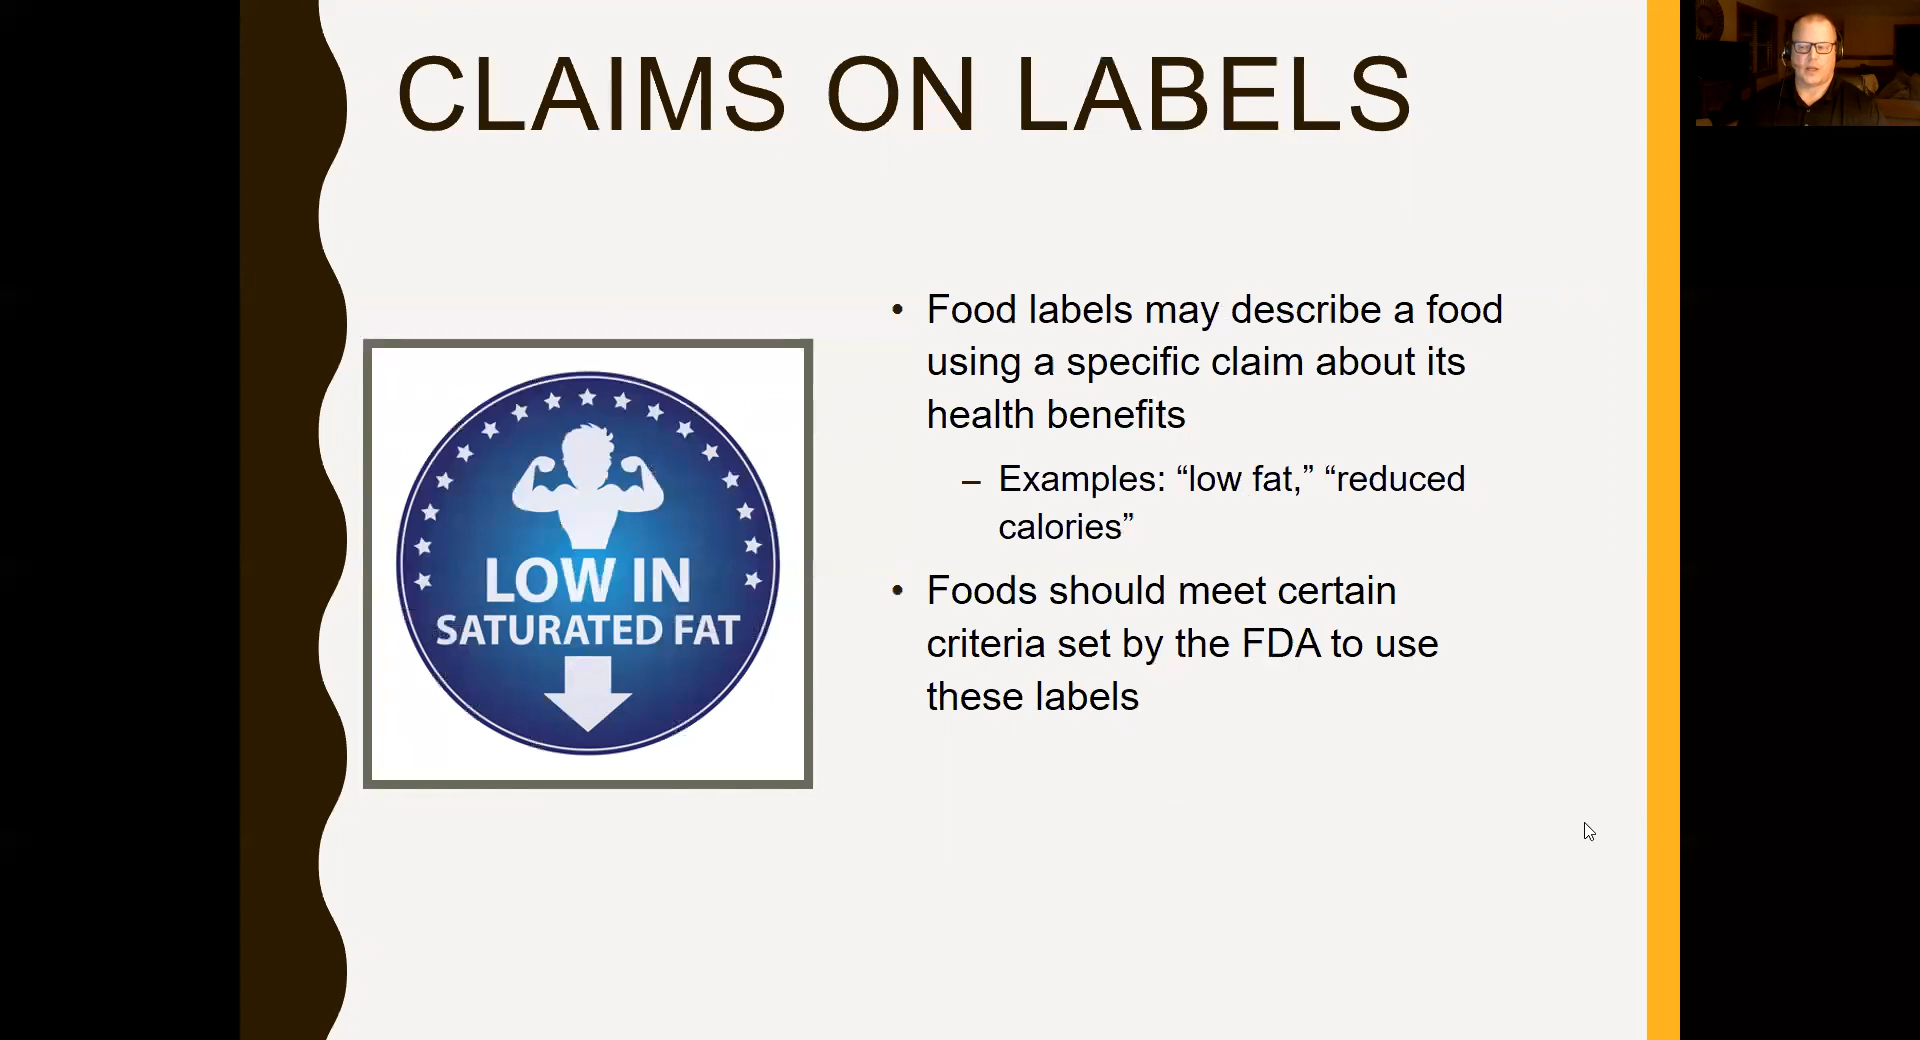 CLAIMS ON LABELS
LOW IN
SATURATED FAT
• Food labels may describe a food
using a specific claim about its
health benefits
– Examples: “low fat,” “reduced
calories”
• Foods should meet certain
criteria set by the FDA to use
these labels